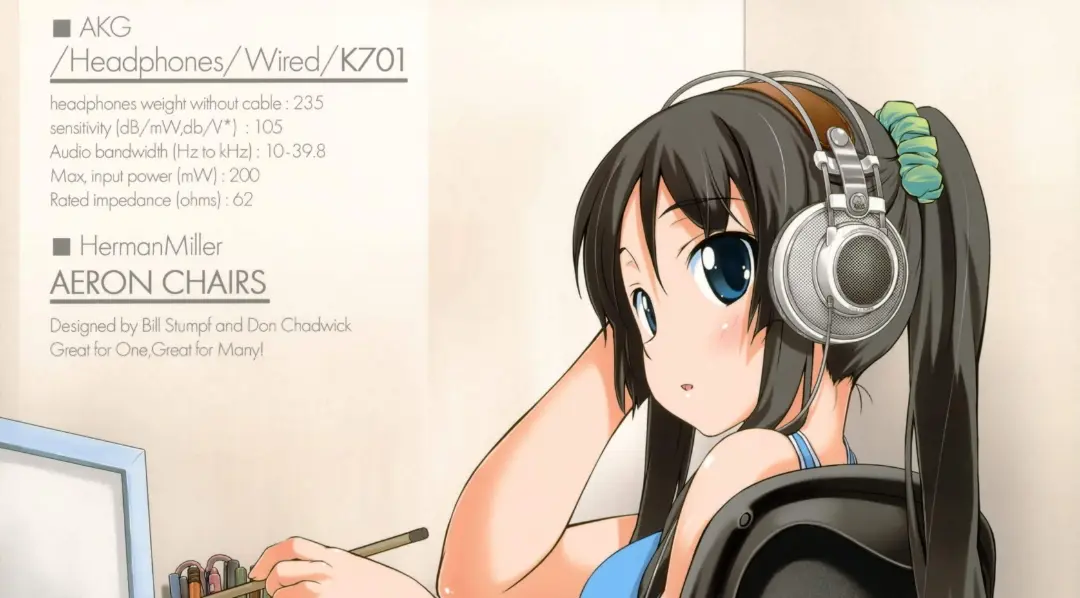 ■ AKG
/Headphones/Wired/K701
headphones weight without cable : 235
sensitivity (dB/mW,db/V*) : 105
Audio bandwidth (Hz to kHz) : 10-39.8
Max, input power (mW) : 200
Rated impedance (ohms) : 62
■ HermanMiller
AERON CHAIRS
Designed by Bill Stumpf and Don Chadwick
Great for One,Great for Many!